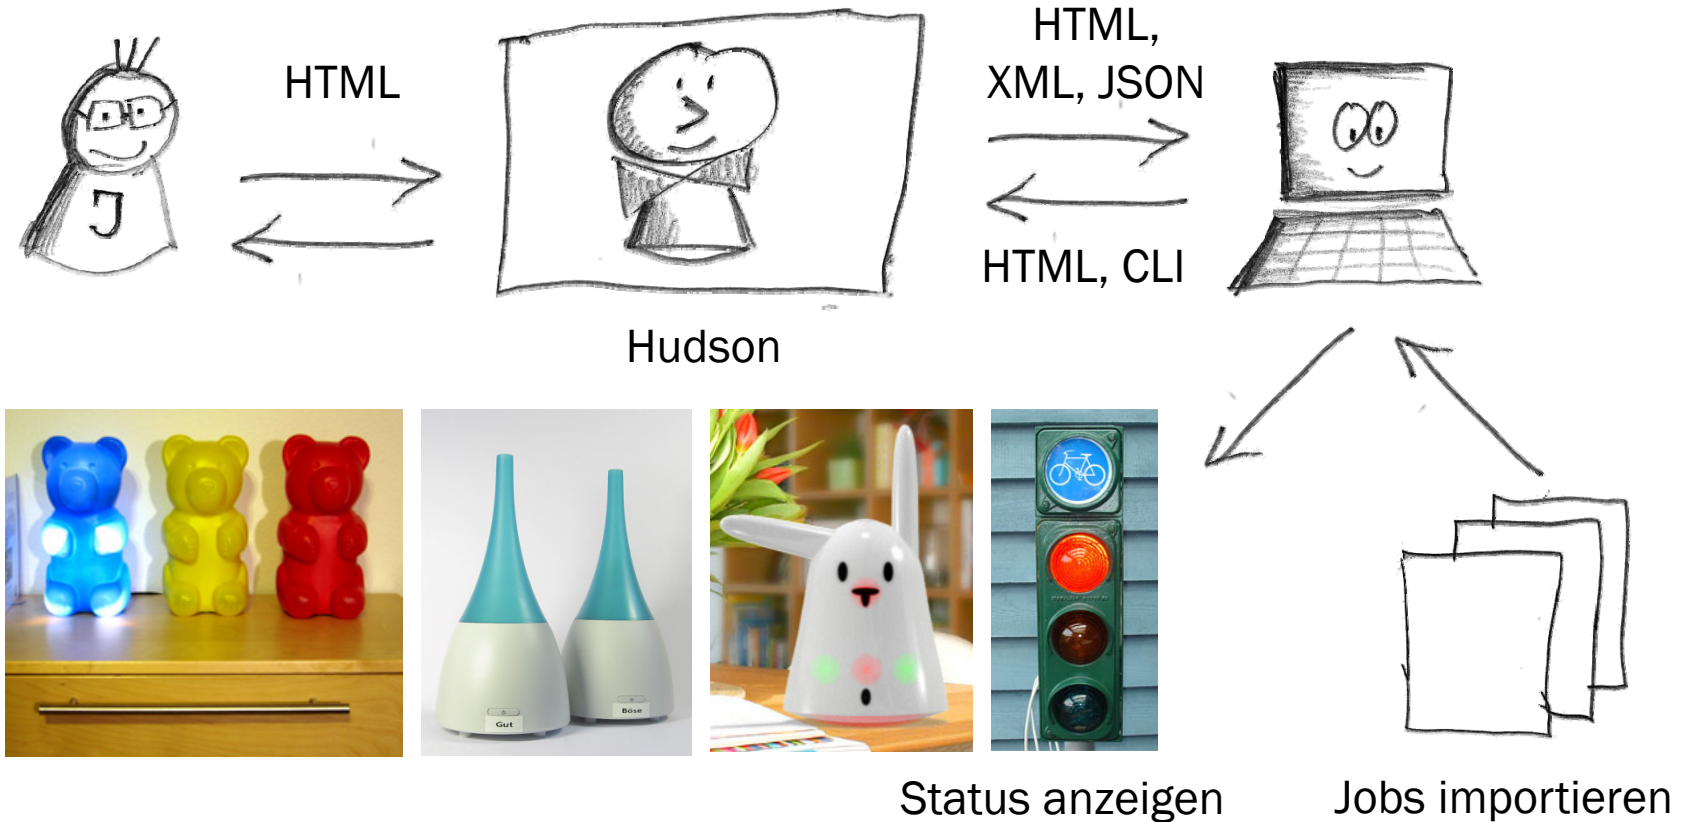 HTML
HTML,
XML, JSON
J
HTML, CLI
Hudson
Gut
Böse
Status anzeigen
Jobs importieren